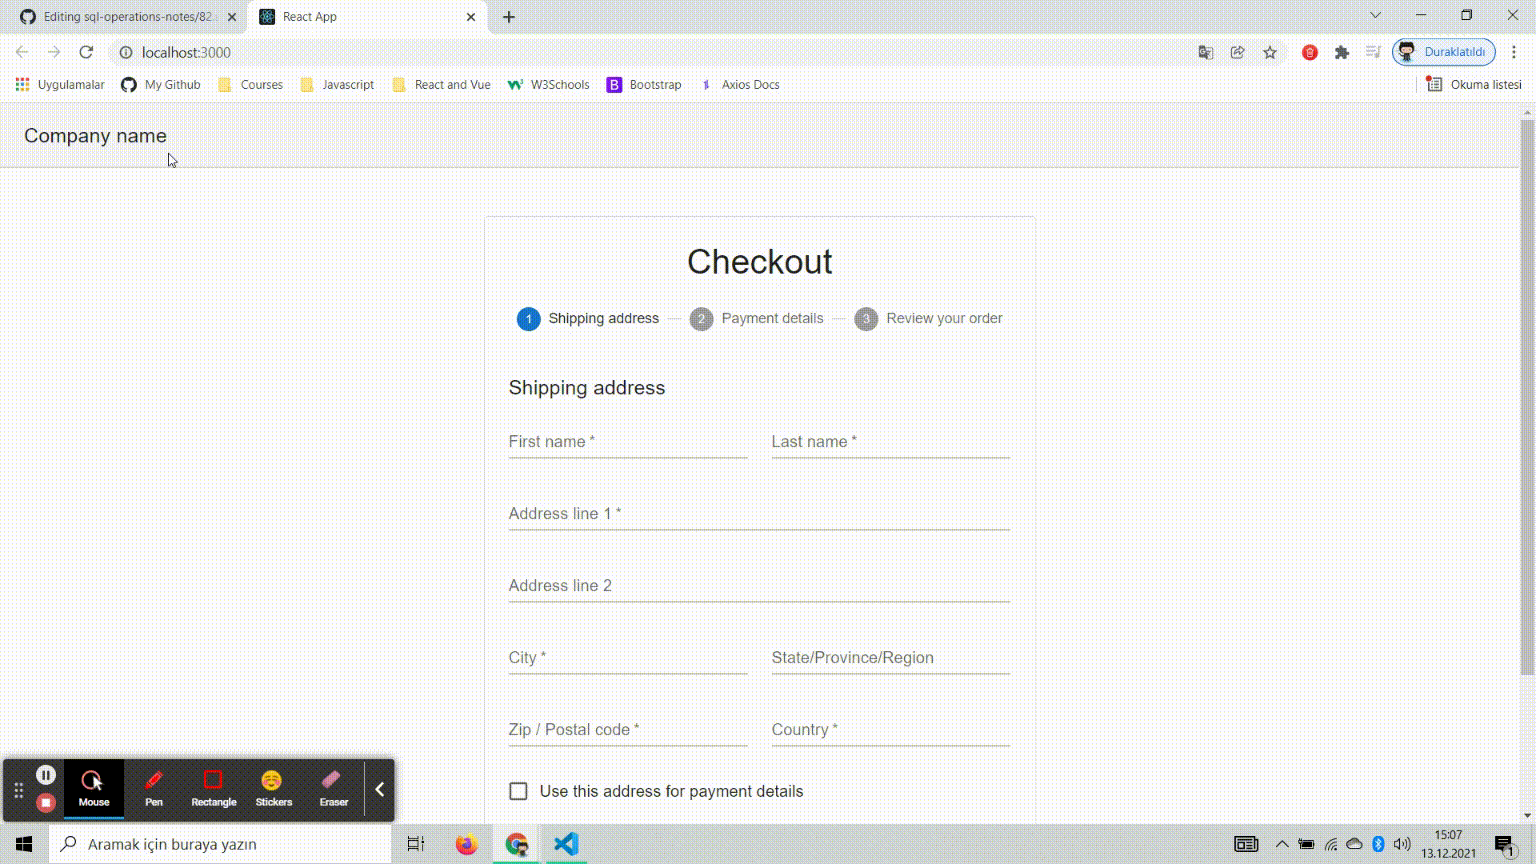 Editing sql-operations-notes/82.
React App
localhost:3000
Duraklatıldı
Uygulamalar
My Github
Courses
Javascript
React and Vue
W3Schools
Bootstrap
Axios Docs
Okuma listesi
Company name
Checkout
1 Shipping address
2 Payment details
3 Review your order
Shipping address
First name *
Last name *
Address line 1 *
Address line 2
City *
State/Province/Region
Zip / Postal code *
Country *
Use this address for payment details
Mouse
Pen
Rectangle
Stickers
Eraser
Aramak için buraya yazın
15:07
13.12.2021
1